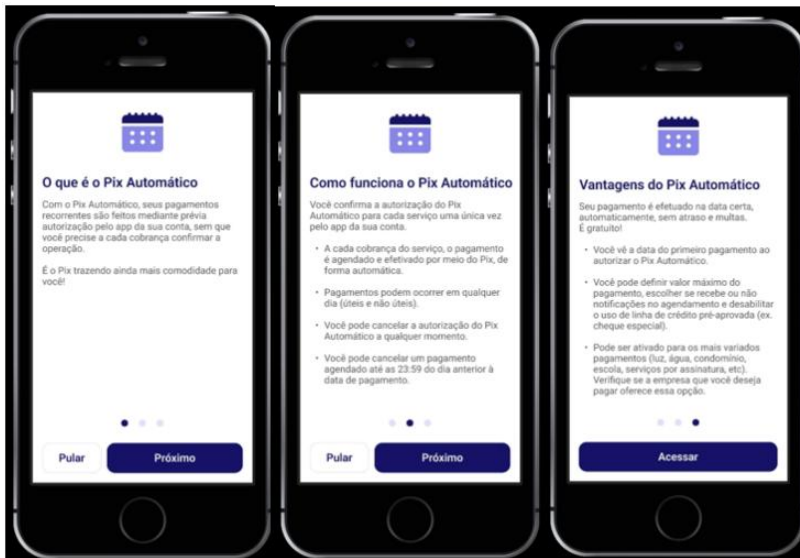 O que é o Pix Automático
Com o Pix Automático, seus pagamentos
recorrentes são feitos mediante prévia
autorização pelo app da sua conta, sem que
você precise a cada cobrança confirmar a
operação.
É o Pix trazendo ainda mais comodidade para
você!
Pular
Próximo
Como funciona o Pix Automático
Você confirma a autorização do Pix
Automático para cada serviço uma única vez
pelo app da sua conta.
• A cada cobrança do serviço, o pagamento
é agendado e efetivado por meio do Pix, de
forma automática.
• Pagamentos podem ocorrer em qualquer
dia (úteis e não úteis).
• Você pode cancelar a autorização do Pix
Automático a qualquer momento.
• Você pode cancelar um pagamento
agendado até as 23:59 do dia anterior à
data de pagamento.
Pular
Próximo
Vantagens do Pix Automático
Seu pagamento é efetuado na data certa,
automaticamente, sem atraso e multas.
É gratuito!
• Você vê a data do primeiro pagamento ao
autorizar o Pix Automático.
• Você pode definir valor máximo do
pagamento, escolher se recebe ou não
notificações no agendamento e desabilitar
o uso de linha de crédito pré-aprovada (ex.
cheque especial).
• Pode ser ativado para os mais variados
pagamentos (luz, água, condomínio,
escola, serviços por assinatura, etc).
Verifique se a empresa que você deseja
pagar oferece essa opção.
Acessar